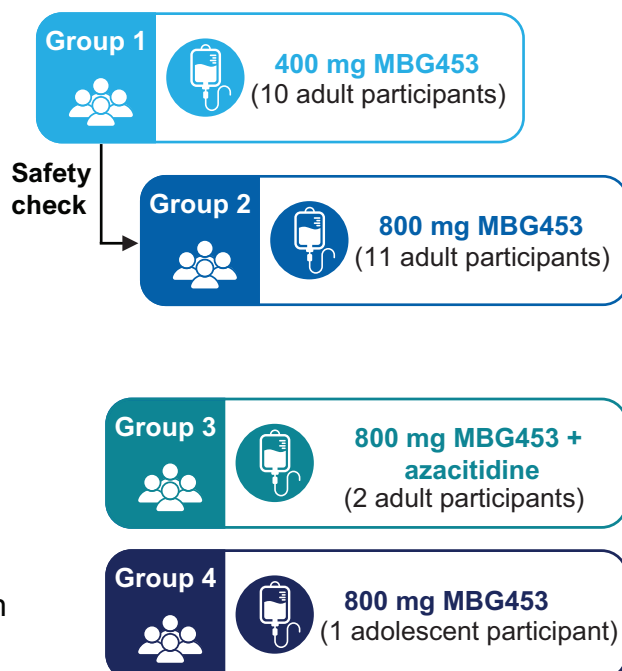 Group 1
400 mg MBG453
(10 adult participants)
Safety
check
Group 2
800 mg MBG453
(11 adult participants)
Group 3
800 mg MBG453 +
azacitidine
(2 adult participants)
Group 4
800 mg MBG453
(1 adolescent participant)